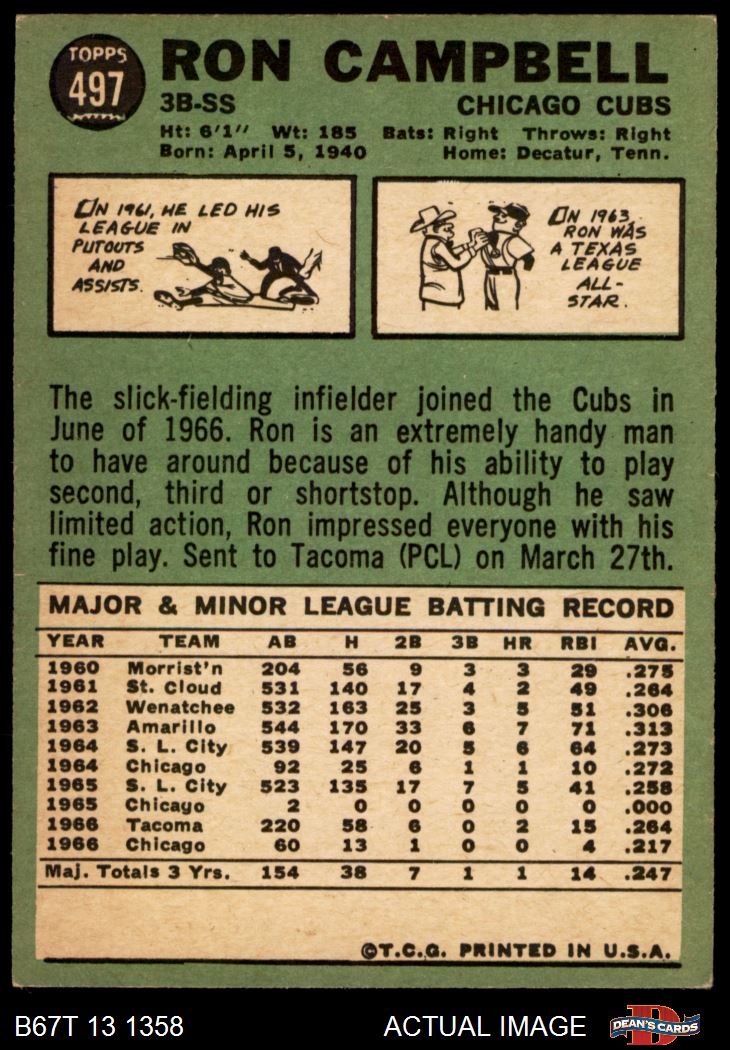 TOPPS
497
RON CAMPBELL
3B-SS CHICAGO CUBS
Ht: 6'1" Wt: 185 Bats: Right Throws: Right
Born: April 5, 1940 Home: Decatur, Tenn.
IN 1961, HE LED HIS
LEAGUE IN
PUTOUTS
AND
ASSISTS.
IN 1963,
RON WAS
A TEXAS
LEAGUE
ALL-
STAR.
The slick-fielding infielder joined the Cubs in
June of 1966. Ron is an extremely handy man
to have around because of his ability to play
second, third or shortstop. Although he saw
limited action, Ron impressed everyone with his
fine play. Sent to Tacoma (PCL) on March 27th.
MAJOR & MINOR LEAGUE BATTING RECORD
YEAR TEAM AB H 2B 3B HR RBI AVG.
1960 Morrist'n 204 56 9 3 3 29 .275
1961 St. Cloud 531 140 17 4 2 49 .264
1962 Wenatchee 532 163 25 3 5 51 .306
1963 Amarillo 544 170 33 6 7 71 .313
1964 S. L. City 539 147 20 5 6 64 .273
1964 Chicago 92 25 6 1 1 10 .272
1965 S. L. City 523 135 17 7 5 41 .258
1965 Chicago 2 0 0 0 0 0 .000
1966 Tacoma 220 58 6 0 2 15 .264
1966 Chicago 60 13 1 0 0 4 .217
Maj. Totals 3 Yrs. 154 38 7 1 1 14 .247
©T.C.G. PRINTED IN U.S.A.
B67T 13 1358 ACTUAL IMAGE DEAN'S CARDS